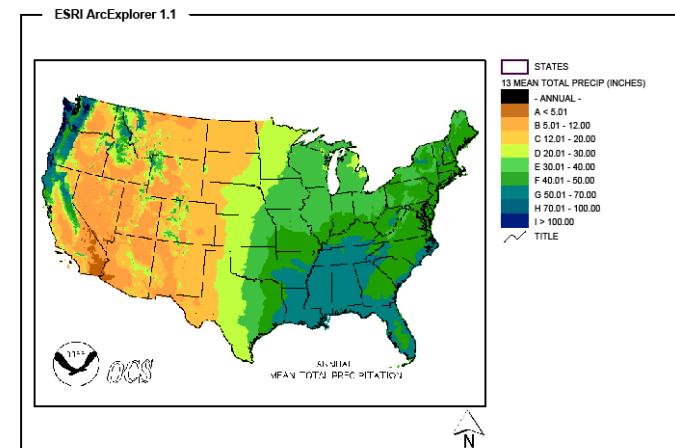 ESRI ArcExplorer 1.1
STATES
13 MEAN TOTAL PRECIP (INCHES)
- ANNUAL -
A < 5.01
B 5.01 - 12.00
C 12.01 - 20.00
D 20.01 - 30.00
E 30.01 - 40.00
F 40.01 - 50.00
G 50.01 - 70.00
H 70.01 - 100.00
I > 100.00
TITLE
OCS
ANNUAL
MEAN TOTAL PRECIPITATION
N